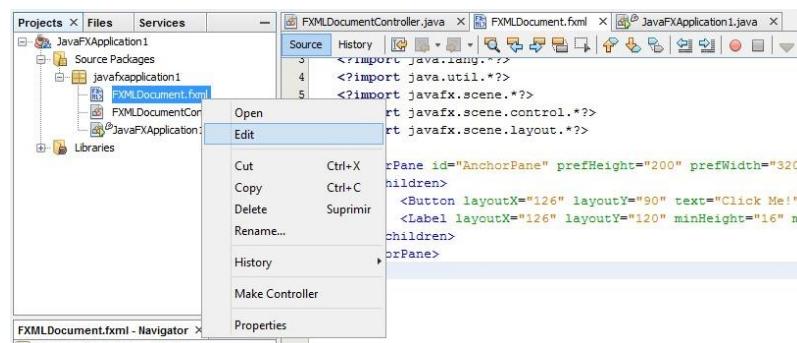 Projects × Files Services
FXMLDocumentController.java × FXMLDocument.fxml × JavaFXApplication1.java ×
JavaFXApplication1
Source Packages
javafxapplication1
FXMLDocument.fxml
FXMLDocumentCon
JavaFXApplication1
Libraries
Source History
3 <?import java.lang.*?>
4 <?import java.util.*?>
5 <?import javafx.scene.*?>
rt javafx.scene.control.*?>
rt javafx.scene.layout.*?>
rPane id="AnchorPane" prefHeight="200" prefWidth="320
hildren>
<Button layoutX="126" layoutY="90" text="Click Me!"
<Label layoutX="126" layoutY="120" minHeight="16" m
children>
orPane>
Open
Edit
Cut Ctrl+X
Copy Ctrl+C
Delete Suprimir
Rename...
History
Make Controller
Properties
FXMLDocument.fxml - Navigator ×